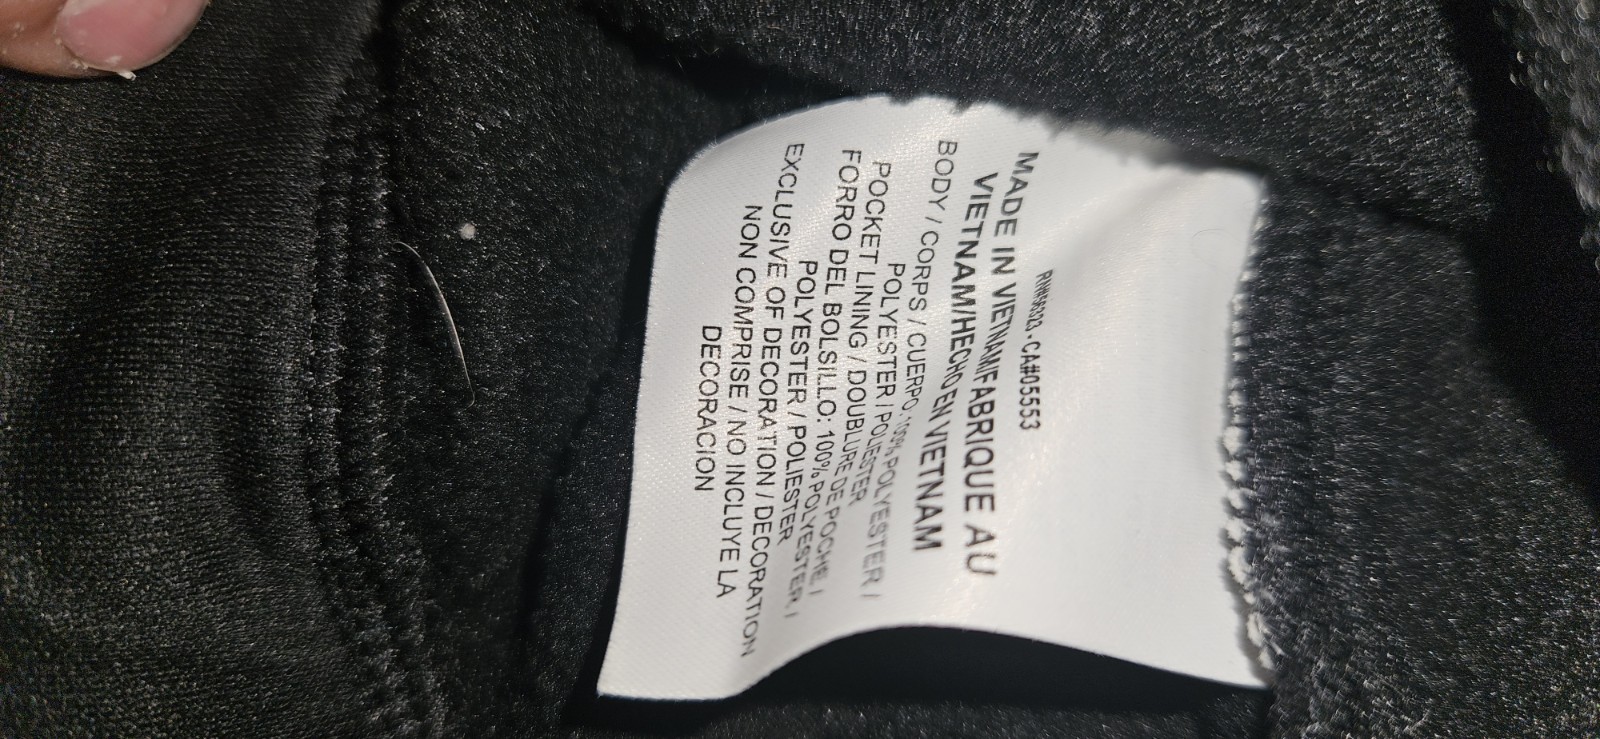 RN#56323 - CA#05553
MADE IN VIETNAM/FABRIQUE AU
VIETNAM/HECHO EN VIETNAM
BODY / CORPS / CUERPO: 100% POLYESTER /
POLYESTER / POLIESTER
POCKET LINING / DOUBLURE DE POCHE /
FORRO DEL BOLSILLO: 100% POLYESTER /
POLYESTER / POLIESTER
EXCLUSIVE OF DECORATION / DECORATION
NON COMPRISE / NO INCLUYE LA
DECORACION